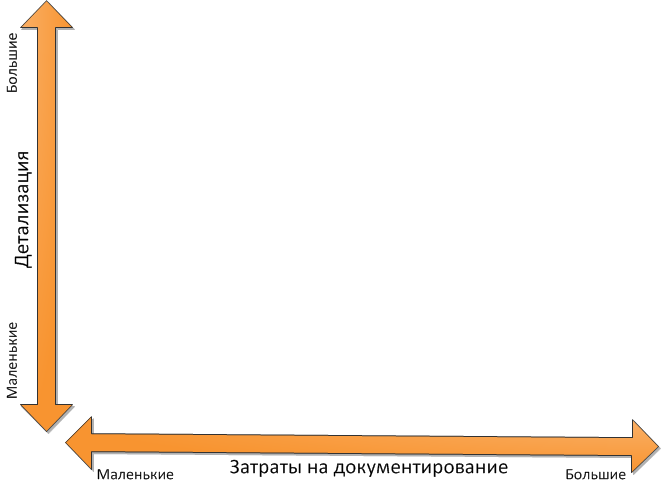 Большие
Детализация
Маленькие
Маленькие
Затраты на документирование
Большие